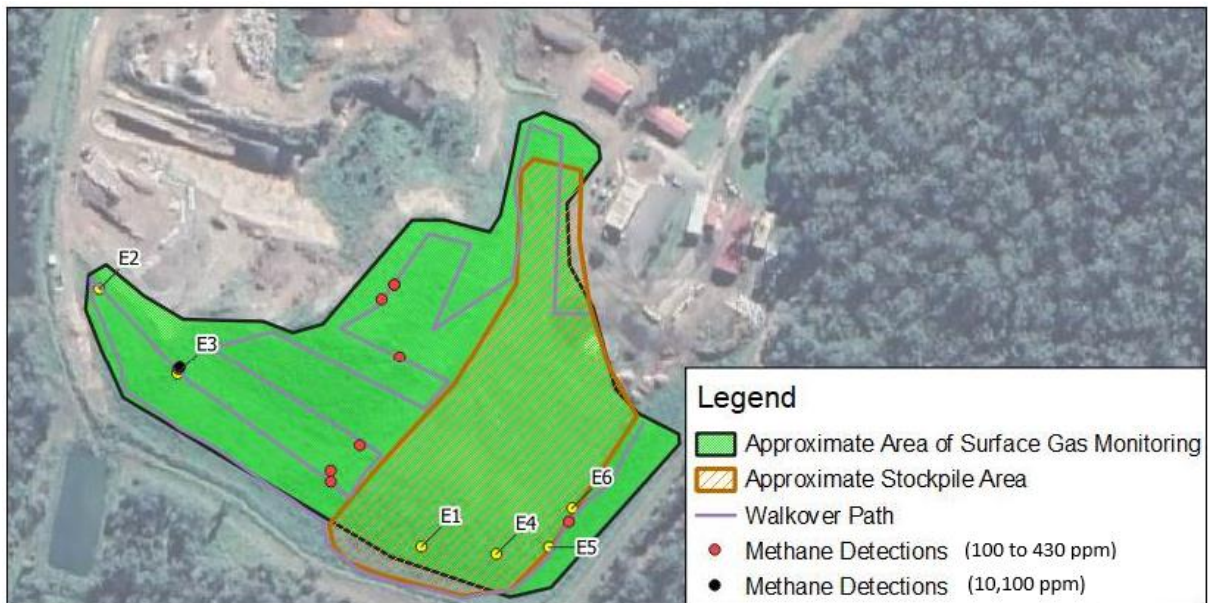 E2
E3
E6
E1
E4
E5
Legend
Approximate Area of Surface Gas Monitoring
Approximate Stockpile Area
Walkover Path
Methane Detections (100 to 430 ppm)
Methane Detections (10,100 ppm)